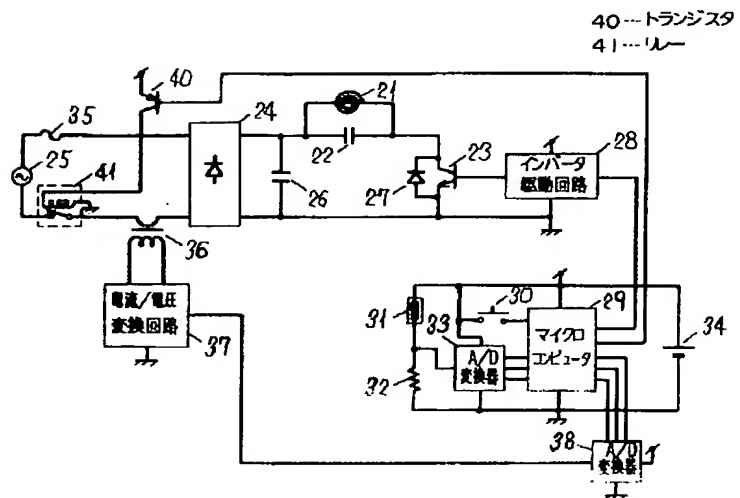 40…トランジスタ
41…リレー
40
35
24
21
25
41
22
23
28
インバータ
駆動回路
26
27
36
電流/電圧
変換回路
37
30
29
31
33
マイクロ
コンピュータ
34
A/D
変換器
32
38
A/D
変換器